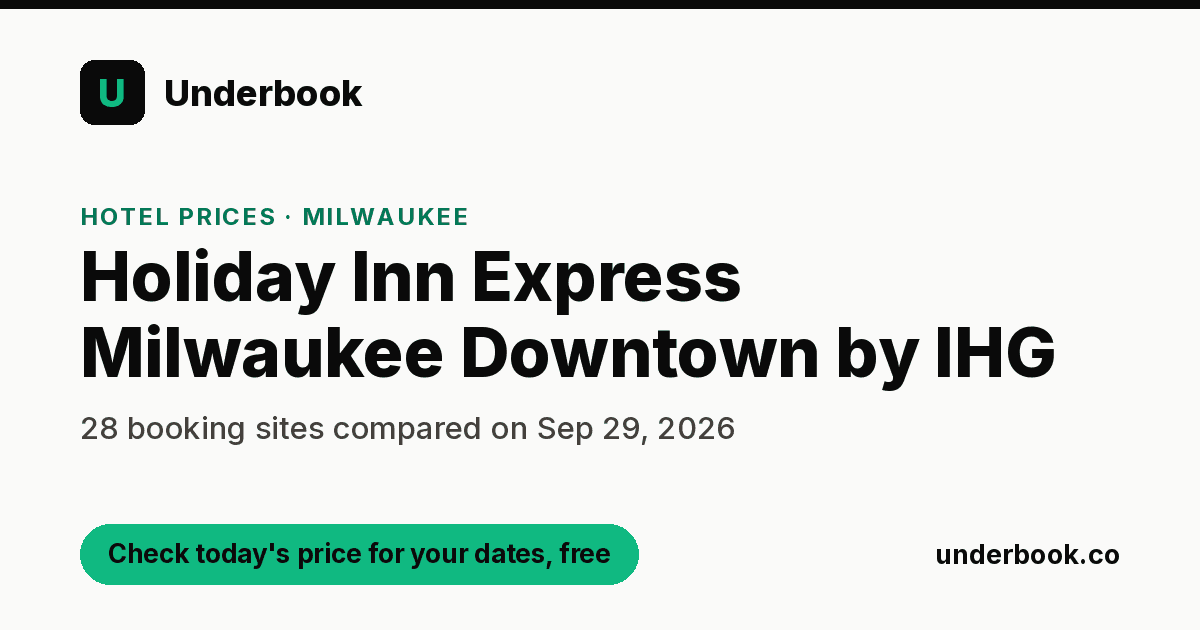 U Underbook
HOTEL PRICES · MILWAUKEE
Holiday Inn Express
Milwaukee Downtown by IHG
28 booking sites compared on Sep 29, 2026
Check today's price for your dates, free
underbook.co